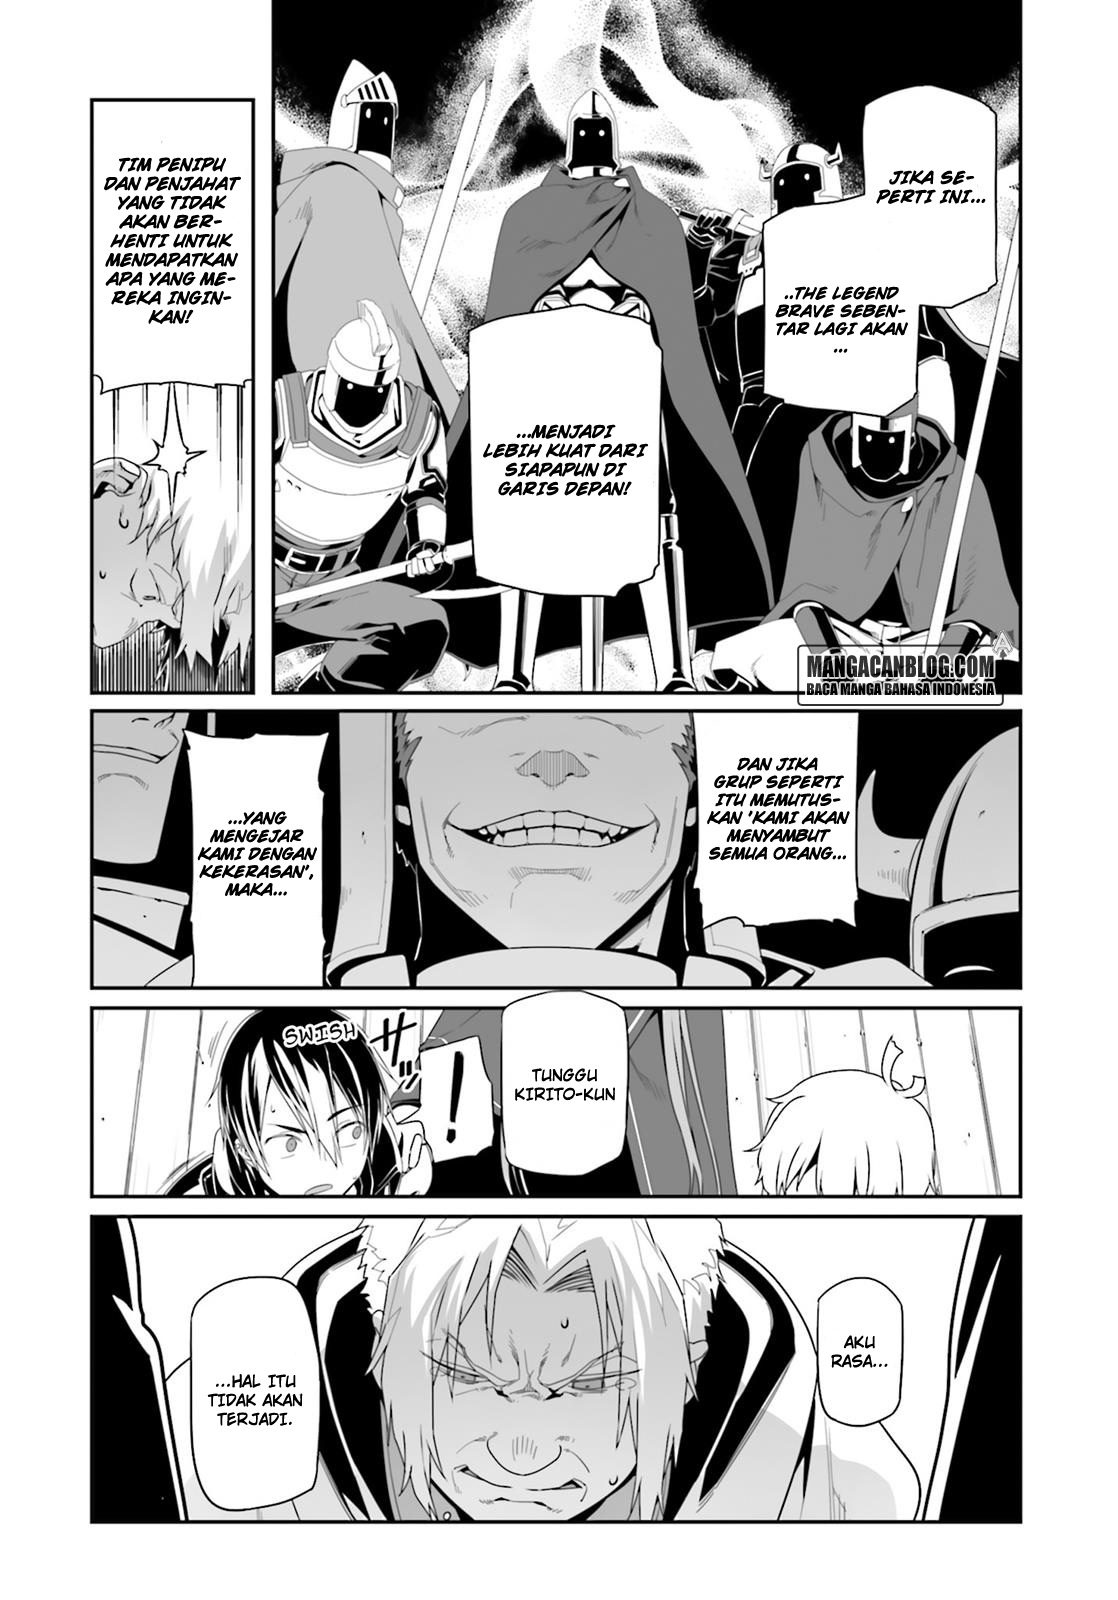 JIKA SE-
PERTI INI...
..THE LEGEND
BRAVE SEBEN-
TAR LAGI AKAN
...
...MENJADI
LEBIH KUAT DARI
SIAPAPUN DI
GARIS DEPAN!
TIM PENIPU
DAN PENJAHAT
YANG TIDAK
AKAN BER-
HENTI UNTUK
MENDAPATKAN
APA YANG ME-
REKA INGIN-
KAN!
MANGACANBLOG.COM
BACA MANGA BAHASA INDONESIA
DAN JIKA
GRUP SEPERTI
ITU MEMUTUS-
KAN 'KAMI AKAN
MENYAMBUT
SEMUA ORANG...
...YANG
MENGEJAR
KAMI DENGAN
KEKERASAN',
MAKA...
TUNGGU
KIRITO-KUN
!
ザッ
SWISH
AKU
RASA...
...HAL ITU
TIDAK AKAN
TERJADI.